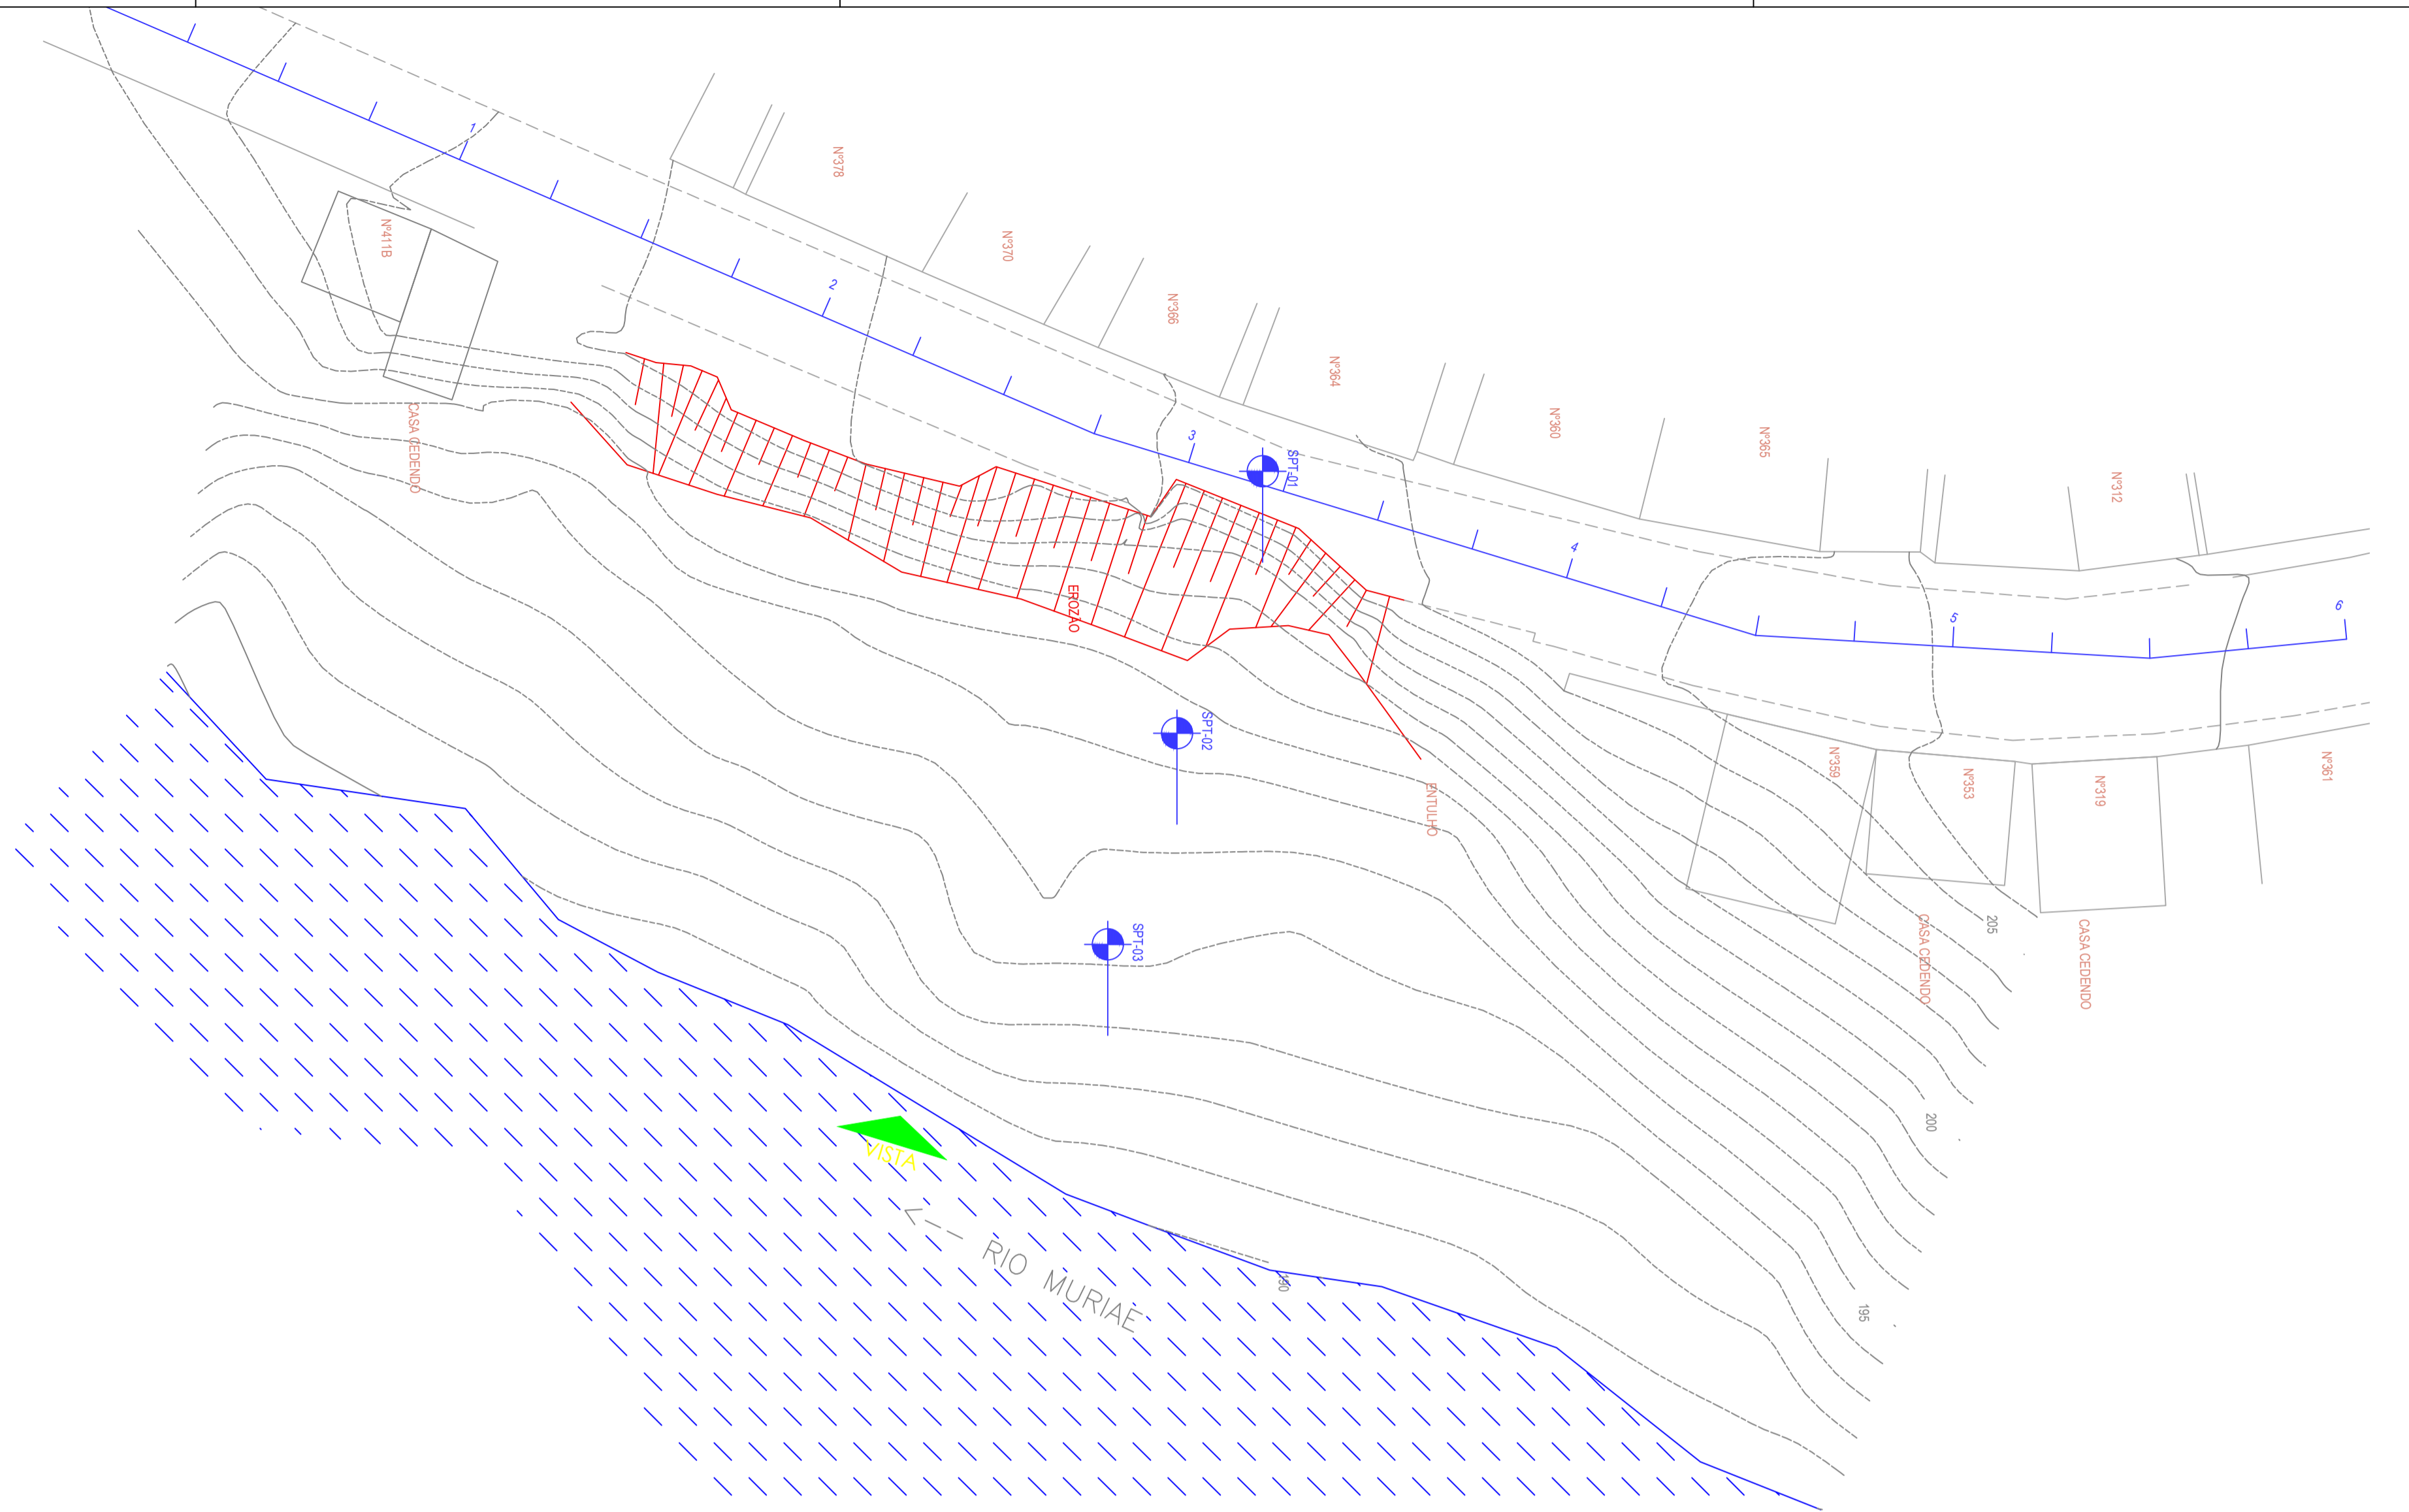 1
2
3
4
5
6
Nº378
Nº370
Nº366
Nº364
Nº360
Nº365
Nº312
Nº411B
CASA CEDENDO
SPT-01
EROZÃO
SPT-02
ENTULHO
SPT-03
Nº359
Nº353
Nº319
Nº361
CASA CEDENDO
CASA CEDENDO
205
200
195
190
VISTA
RIO MURIAE